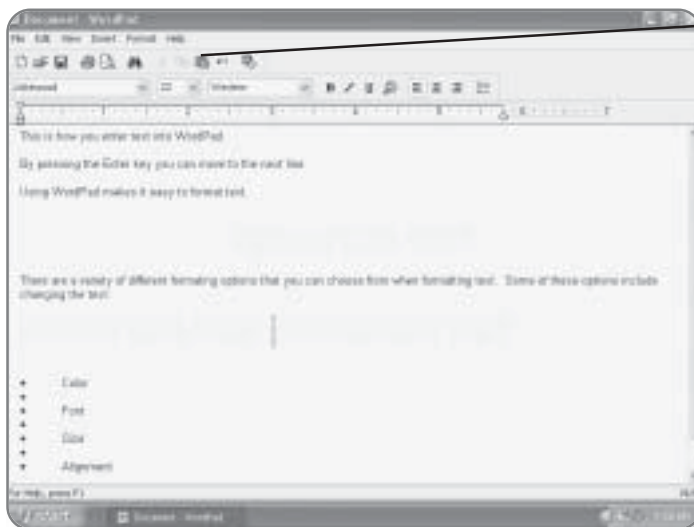 Document - WordPad
File Edit View Insert Format Help
Western
This is how you enter text into WordPad.
By pressing the Enter key you can move to the next line.
Using WordPad makes it easy to format text.
There are a variety of different formatting options that you can choose from when formatting text. Some of these options include
changing the text:
Color
Font
Size
Alignment
For Help, press F1
start Document - WordPad